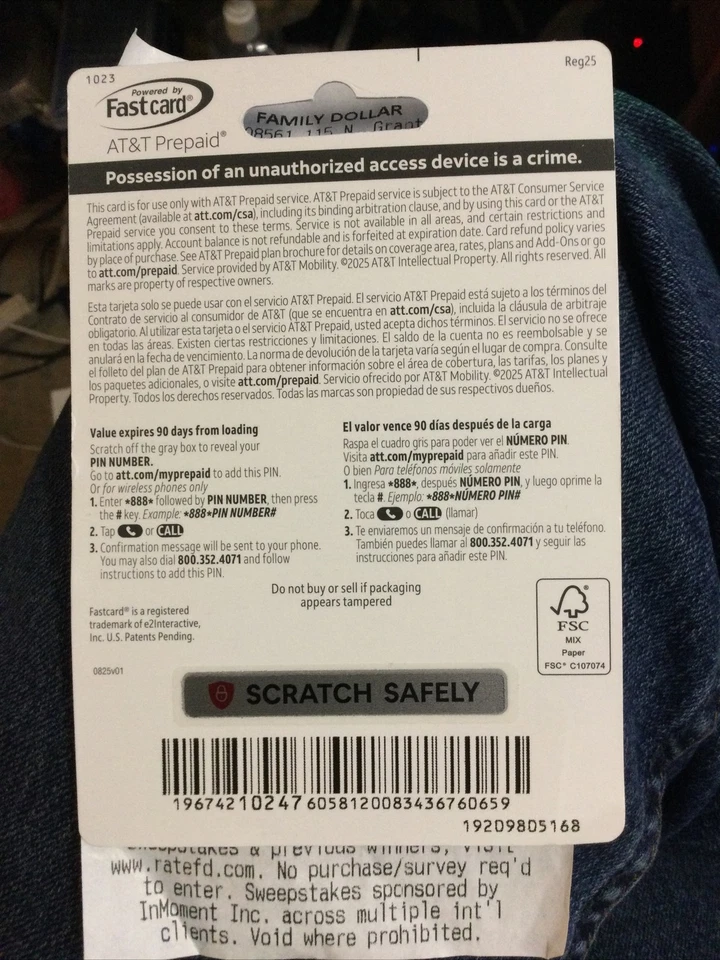 1023
Reg25
Powered by
Fastcard®
AT&T Prepaid®
FAMILY DOLLAR
08561 115 N. Grant
Possession of an unauthorized access device is a crime.
This card is for use only with AT&T Prepaid service. AT&T Prepaid service is subject to the AT&T Consumer Service
Agreement (available at att.com/csa), including its binding arbitration clause, and by using this card or the AT&T
Prepaid service you consent to these terms. Service is not available in all areas, and certain restrictions and
limitations apply. Account balance is not refundable and is forfeited at expiration date. Card refund policy varies
by place of purchase. See AT&T Prepaid plan brochure for details on coverage area, rates, plans and Add-Ons or go
to att.com/prepaid. Service provided by AT&T Mobility. ©2025 AT&T Intellectual Property. All rights reserved. All
marks are property of respective owners.
Esta tarjeta solo se puede usar con el servicio AT&T Prepaid. El servicio AT&T Prepaid está sujeto a los términos del
Contrato de servicio al consumidor de AT&T (que se encuentra en att.com/csa), incluida la cláusula de arbitraje
obligatorio. Al utilizar esta tarjeta o el servicio AT&T Prepaid, usted acepta dichos términos. El servicio no se ofrece
en todas las áreas. Existen ciertas restricciones y limitaciones. El saldo de la cuenta no es reembolsable y se
anulará en la fecha de vencimiento. La norma de devolución de la tarjeta varía según el lugar de compra. Consulte
el folleto del plan de AT&T Prepaid para obtener información sobre el área de cobertura, las tarifas, los planes y
los paquetes adicionales, o visite att.com/prepaid. Servicio ofrecido por AT&T Mobility. ©2025 AT&T Intellectual
Property. Todos los derechos reservados. Todas las marcas son propiedad de sus respectivos dueños.
Value expires 90 days from loading
Scratch off the gray box to reveal your
PIN NUMBER.
Go to att.com/myprepaid to add this PIN.
Or for wireless phones only
1. Enter *888* followed by PIN NUMBER, then press
the # key. Example: *888*PIN NUMBER#
2. Tap or CALL
3. Confirmation message will be sent to your phone.
You may also dial 800.352.4071 and follow
instructions to add this PIN.
El valor vence 90 días después de la carga
Raspa el cuadro gris para poder ver el NÚMERO PIN.
Visita att.com/myprepaid para añadir este PIN.
O bien Para teléfonos móviles solamente
1. Ingresa *888*, después NÚMERO PIN, y luego oprime la
tecla #. Ejemplo: *888*NÚMERO PIN#
2. Toca o CALL (llamar)
3. Te enviaremos un mensaje de confirmación a tu teléfono.
También puedes llamar al 800.352.4071 y seguir las
instrucciones para añadir este PIN.
Do not buy or sell if packaging
appears tampered
Fastcard® is a registered
trademark of e2interactive,
Inc. U.S. Patents Pending.
0825v01
FSC®
MIX
Paper
FSC® C107074
SCRATCH SAFELY
19674210247 6058120083436760659
19209805168
Sweepstakes & previous winners, visit
www.ratefd.com. No purchase/survey req'd
to enter. Sweepstakes sponsored by
InMoment Inc. across multiple int'l
clients. Void where prohibited.